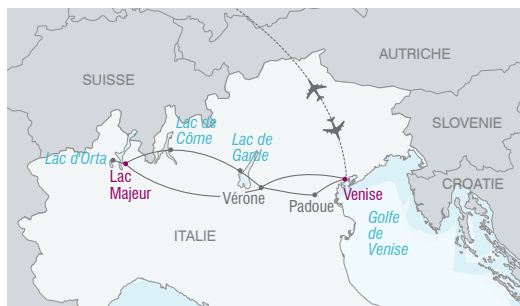 AUTRICHE
SUISSE
SLOVENIE
Lac de
Côme
Lac de
Garde
Lac d'Orta
Lac
Majeur
CROATIE
Vérone
Venise
Padoue
Golfe
de
Venise
ITALIE